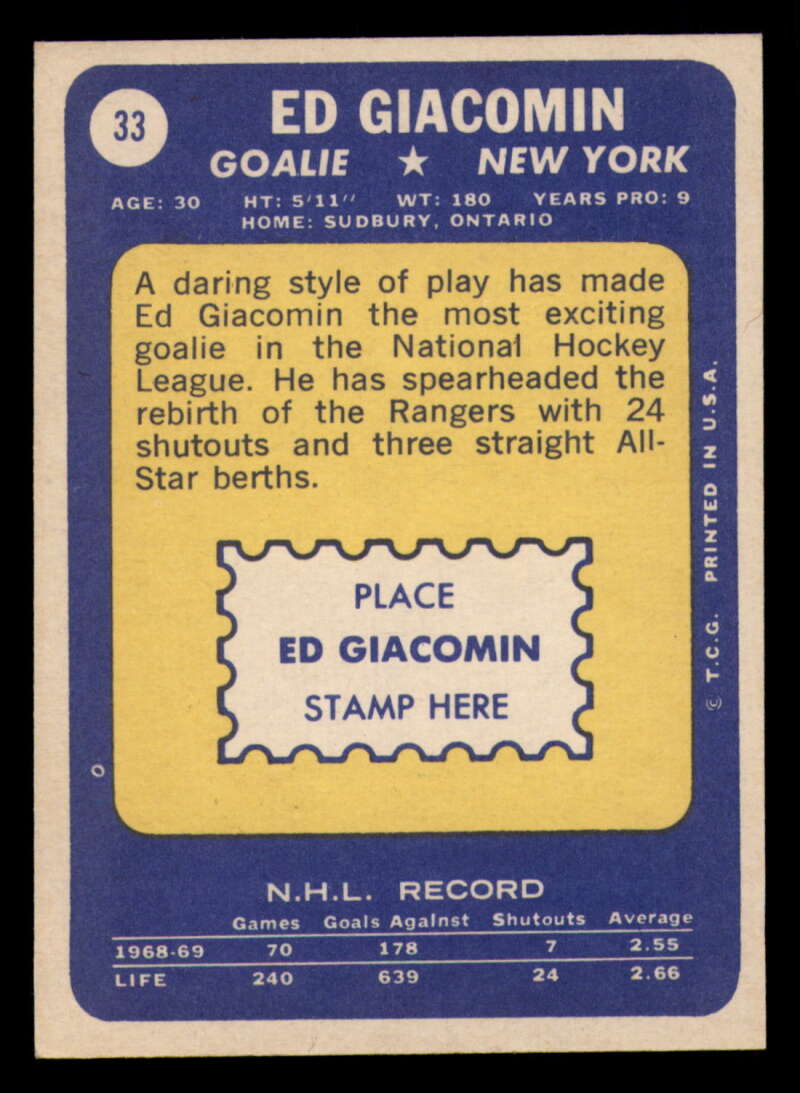 33
ED GIACOMIN
GOALIE ★ NEW YORK
AGE: 30 HT: 5'11" WT: 180 YEARS PRO: 9
HOME: SUDBURY, ONTARIO
A daring style of play has made
Ed Giacomin the most exciting
goalie in the National Hockey
League. He has spearheaded the
rebirth of the Rangers with 24
shutouts and three straight All-
Star berths.
PLACE
ED GIACOMIN
STAMP HERE
© T.C.G. PRINTED IN U.S.A.
O
N.H.L. RECORD
Games Goals Against Shutouts Average
1968-69 70 178 7 2.55
LIFE 240 639 24 2.66